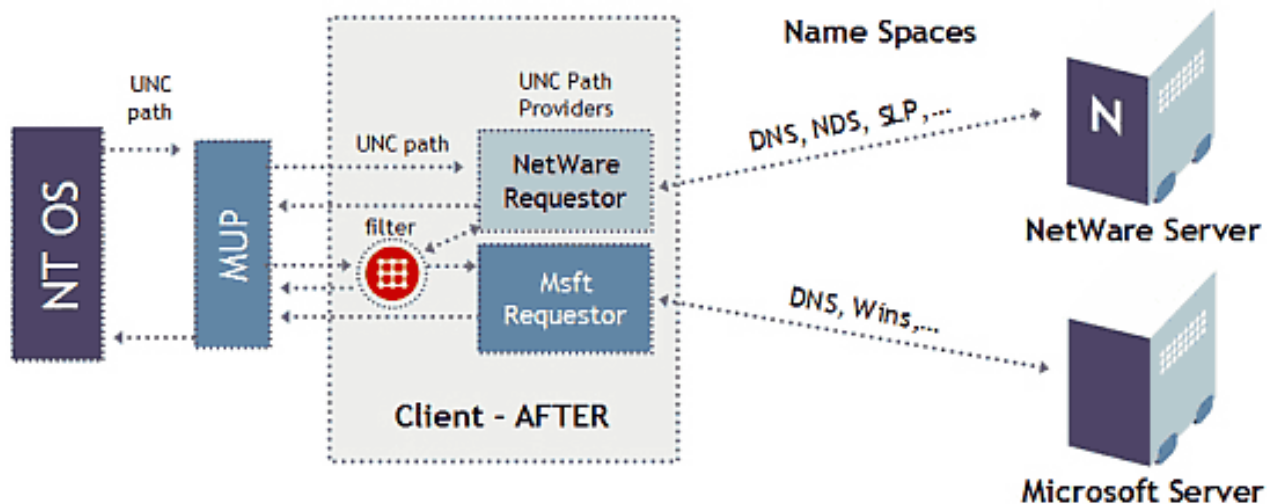 Name Spaces
UNC
path
UNC Path
Providers
NT OS
MUP
UNC path
NetWare
Requestor
filter
Msft
Requestor
Client - AFTER
DNS, NDS, SLP,...
N
NetWare Server
DNS, Wins,...
Microsoft Server